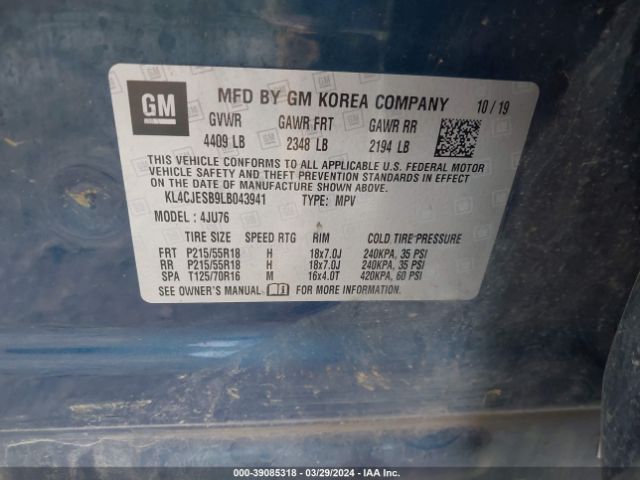 GM
MFD BY GM KOREA COMPANY 10/19
GVWR GAWR FRT GAWR RR
4409 LB 2348 LB 2194 LB
THIS VEHICLE CONFORMS TO ALL APPLICABLE U.S. FEDERAL MOTOR
VEHICLE SAFETY AND THEFT PREVENTION STANDARDS IN EFFECT
ON THE DATE OF MANUFACTURE SHOWN ABOVE.
KL4CJESB9LB043941 TYPE: MPV
MODEL: 4JU76
TIRE SIZE SPEED RTG RIM COLD TIRE PRESSURE
FRT P215/55R18 H 18x7.0J 240KPA, 35 PSI
RR P215/55R18 H 18x7.0J 240KPA, 35 PSI
SPA T125/70R16 M 16x4.0T 420KPA, 60 PSI
SEE OWNER'S MANUAL FOR MORE INFORMATION.
000-39085318 / 03/29/2024 - IAA Inc.